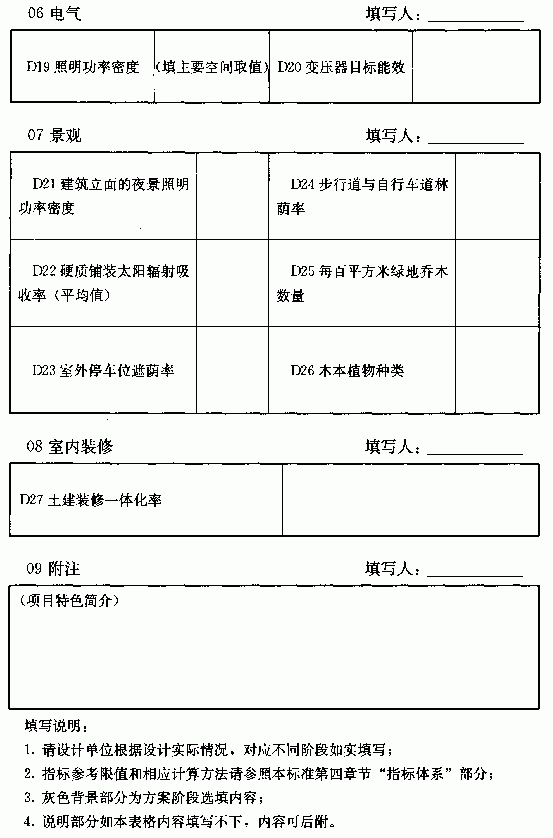 06 电气 填写人：
D19 照明功率密度 (填主要空间取值) D20 变压器目标能效
07 景观 填写人：
D21 建筑立面的夜景照明
功率密度
D24 步行道与自行车道林
荫率
D22 硬质铺装太阳辐射吸
收率（平均值）
D25 每百平方米绿地乔木
数量
D23 室外停车位遮荫率 D26 木本植物种类
08 室内装修 填写人：
D27 土建装修一体化率
09 附注 填写人：
（项目特色简介）
填写说明：
1. 请设计单位根据设计实际情况，对应不同阶段如实填写；
2. 指标参考限值和相应计算方法请参照本标准第四章节“指标体系”部分；
3. 灰色背景部分为方案阶段选填内容；
4. 说明部分如本表格内容填写不下，内容可后附。